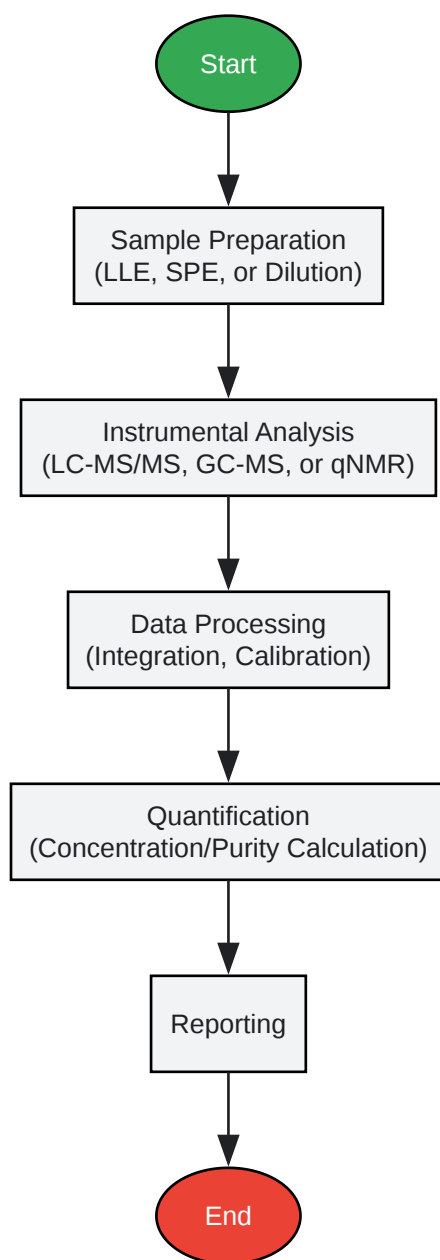 Start
Sample Preparation
(LLE, SPE, or Dilution)
Instrumental Analysis
(LC-MS/MS, GC-MS, or qNMR)
Data Processing
(Integration, Calibration)
Quantification
(Concentration/Purity Calculation)
Reporting
End